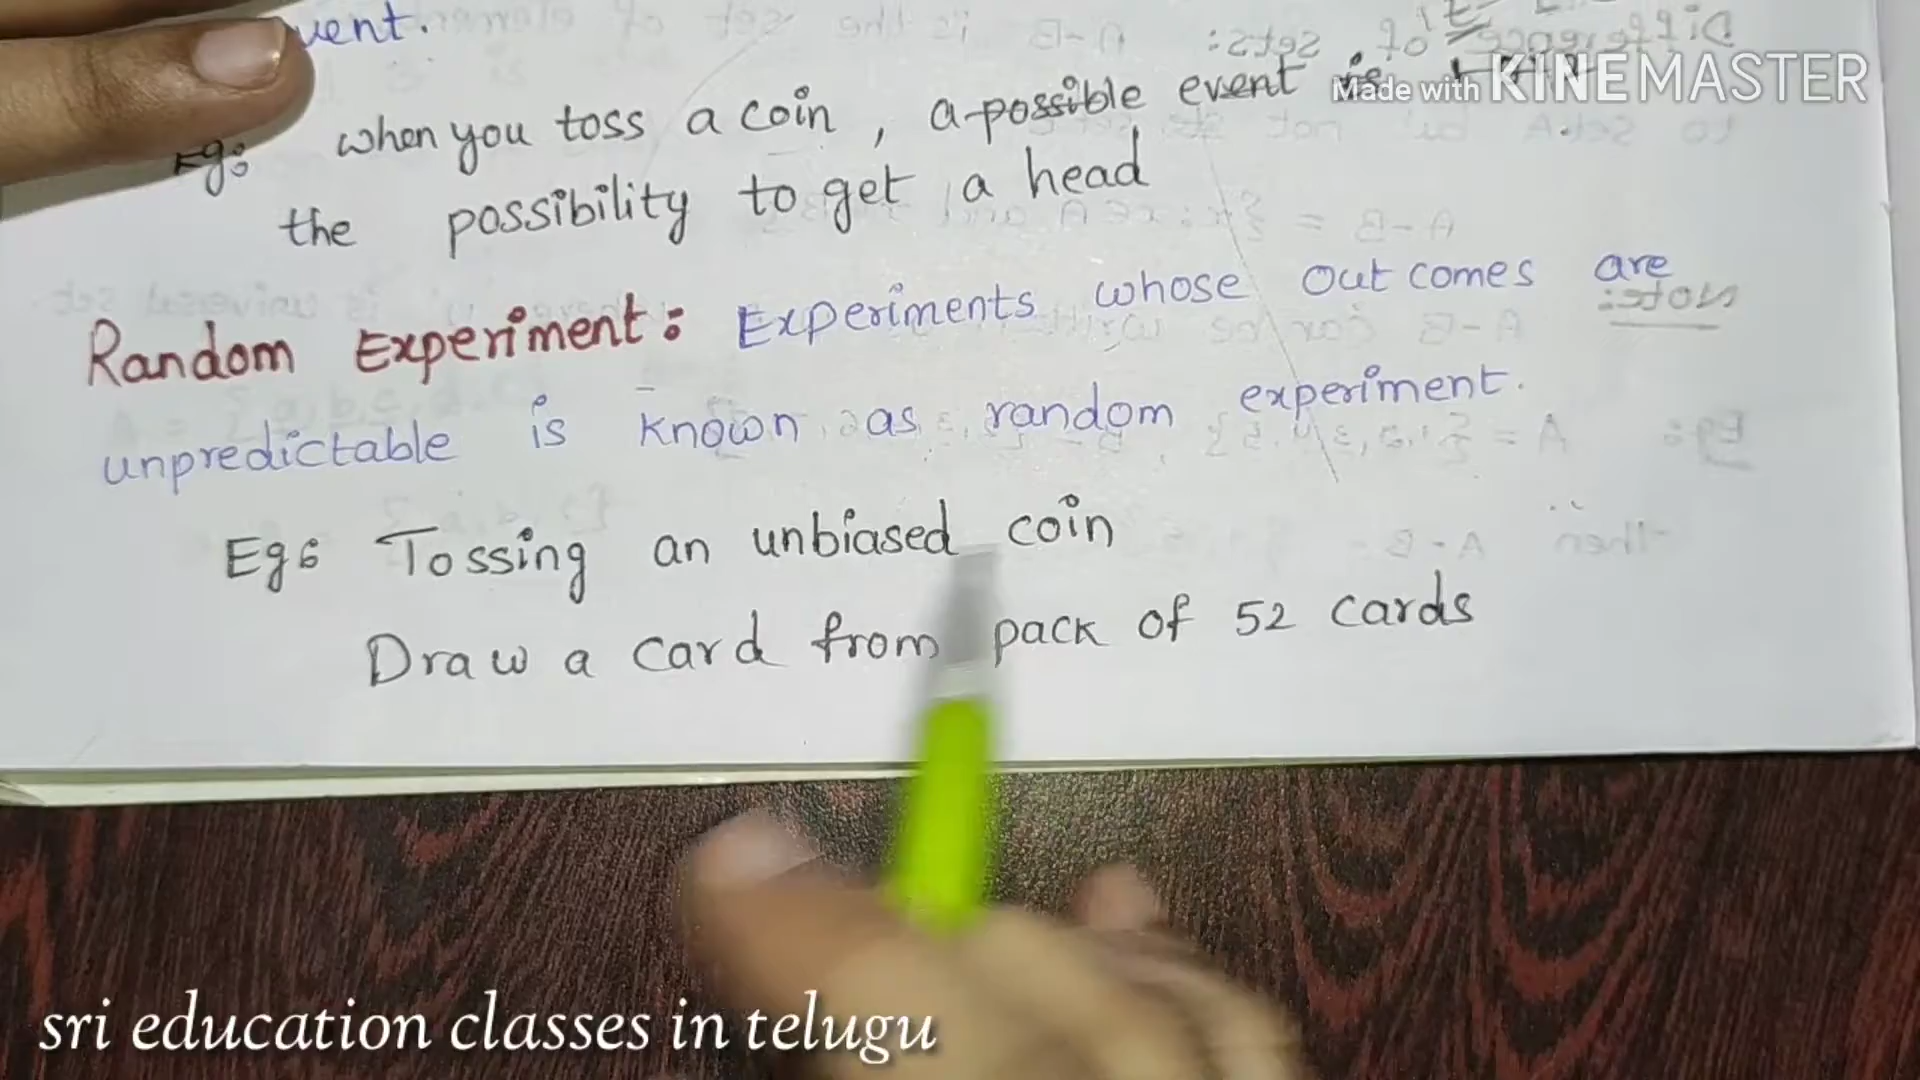 vent.
Eg: when you toss a coin, a possible event is
the possibility to get a head
Random Experiment: Experiments whose outcomes are
unpredictable is known as random experiment.
Eg: Tossing an unbiased coin
Draw a card from pack of 52 cards
Made with KINEMASTER
sri education classes in telugu